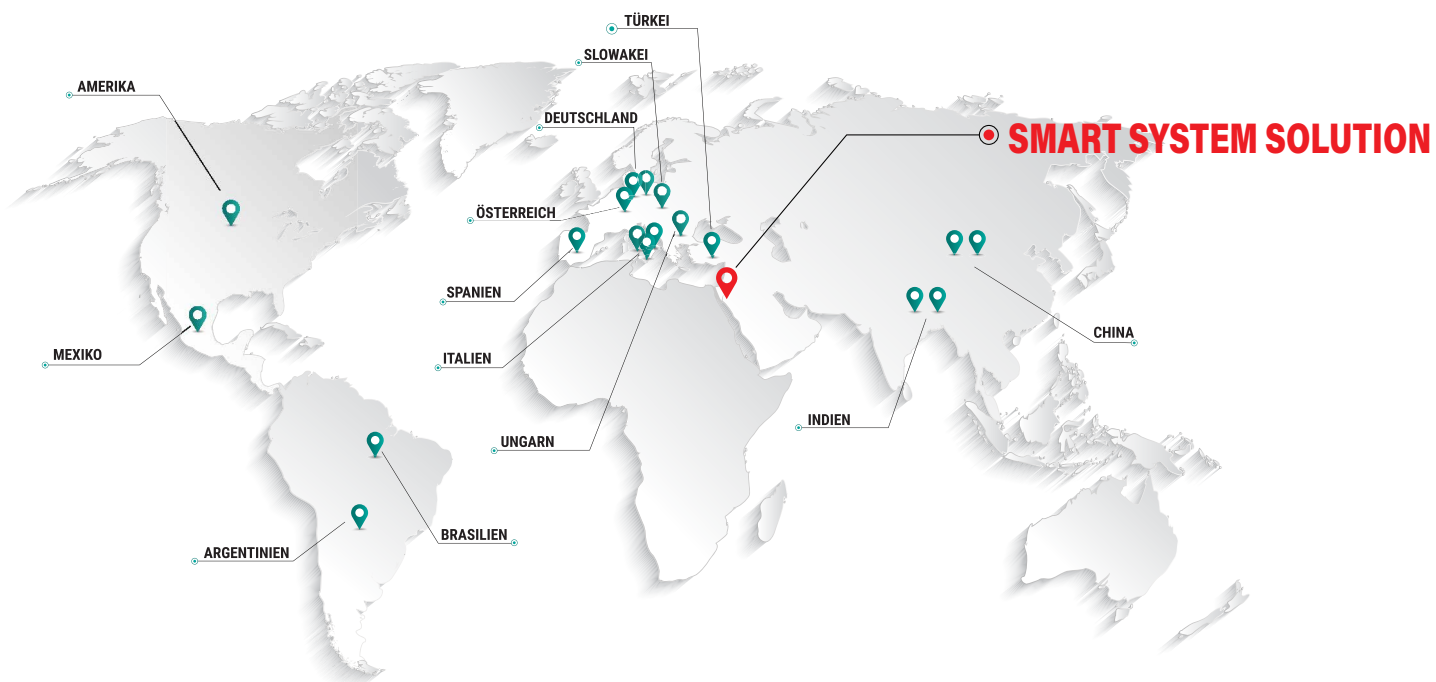 TÜRKEI
SLOWAKEI
AMERIKA
DEUTSCHLAND
SMART SYSTEM SOLUTION
ÖSTERREICH
SPANIEN
CHINA
MEXIKO
ITALIEN
INDIEN
UNGARN
BRASILIEN
ARGENTINIEN